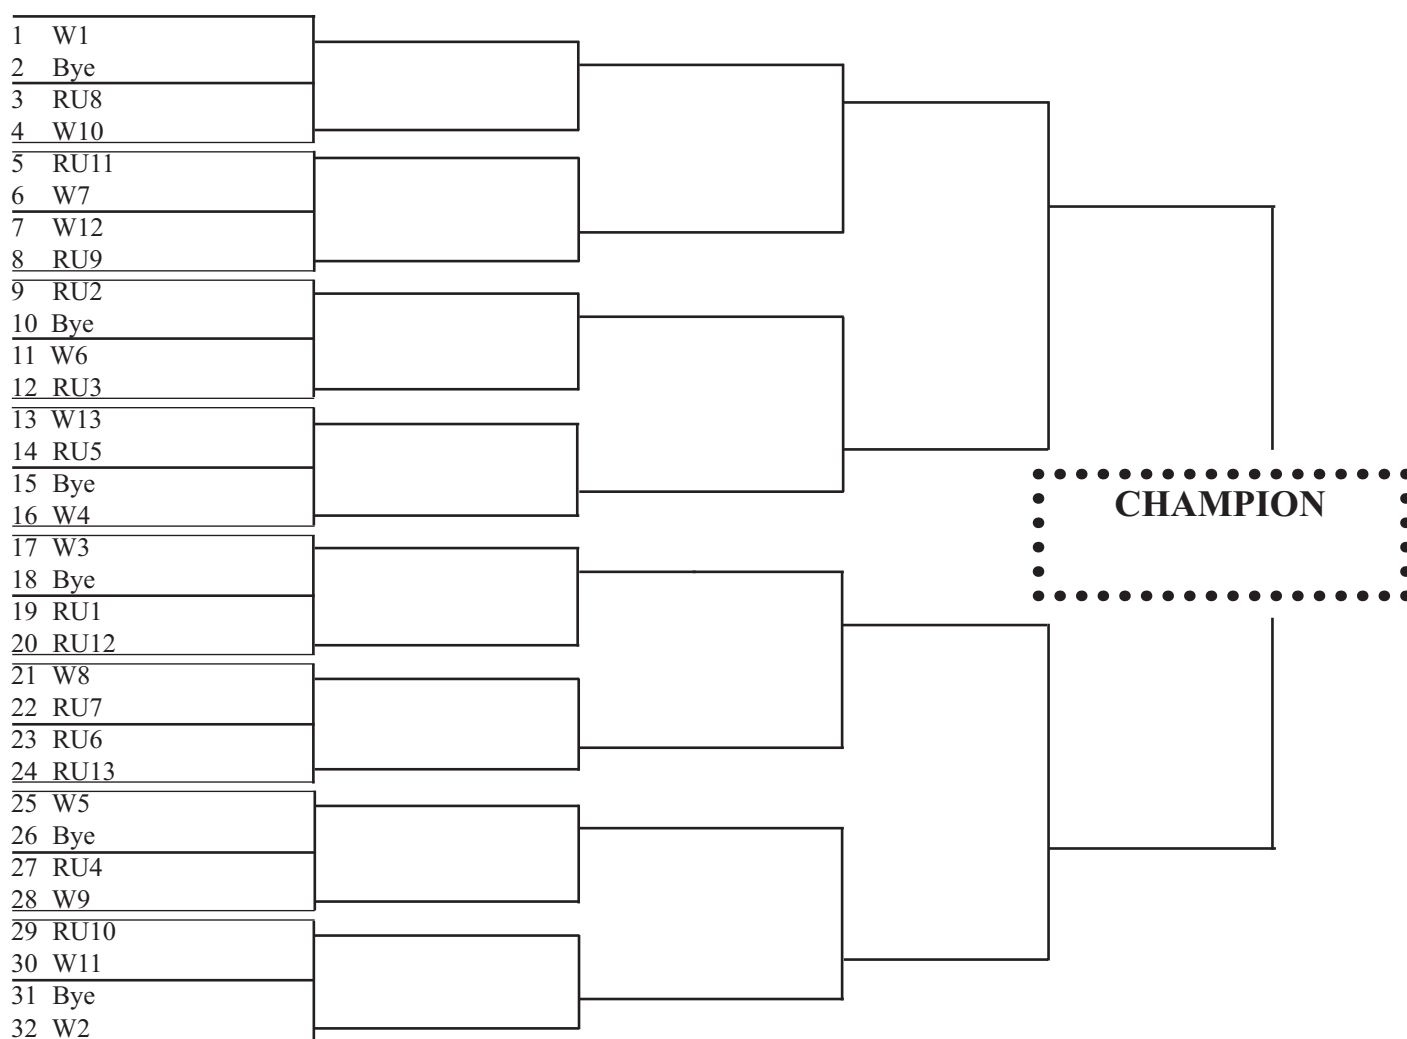 1 W1
2 Bye
3 RU8
4 W10
5 RU11
6 W7
7 W12
8 RU9
9 RU2
10 Bye
11 W6
12 RU3
13 W13
14 RU5
15 Bye
16 W4
17 W3
18 Bye
19 RU1
20 RU12
21 W8
22 RU7
23 RU6
24 RU13
25 W5
26 Bye
27 RU4
28 W9
29 RU10
30 W11
31 Bye
32 W2
CHAMPION